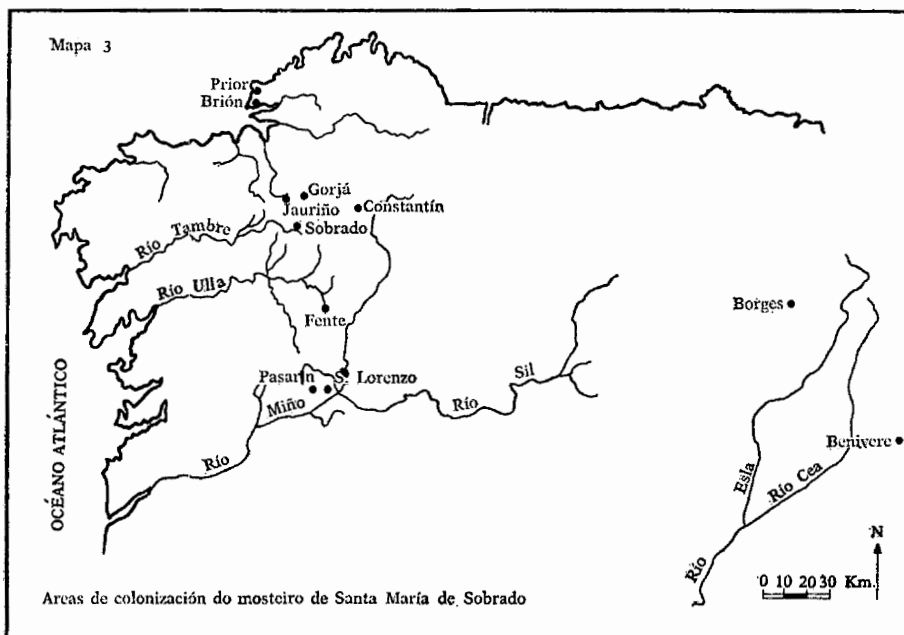 Mapa 3
Prior
Brión
Gorjá
Jauriño
Constantín
Sobrado
Río Tambre
Río Ulla
Fente
Borges
OCÉANO ATLÁNTICO
Pasarín
S. Lorenzo
Río Sil
Río Miño
Benivere
Río Esla
Río Cea
N
0 10 20 30 Km.
Areas de colonización do mosteiro de Santa María de Sobrado